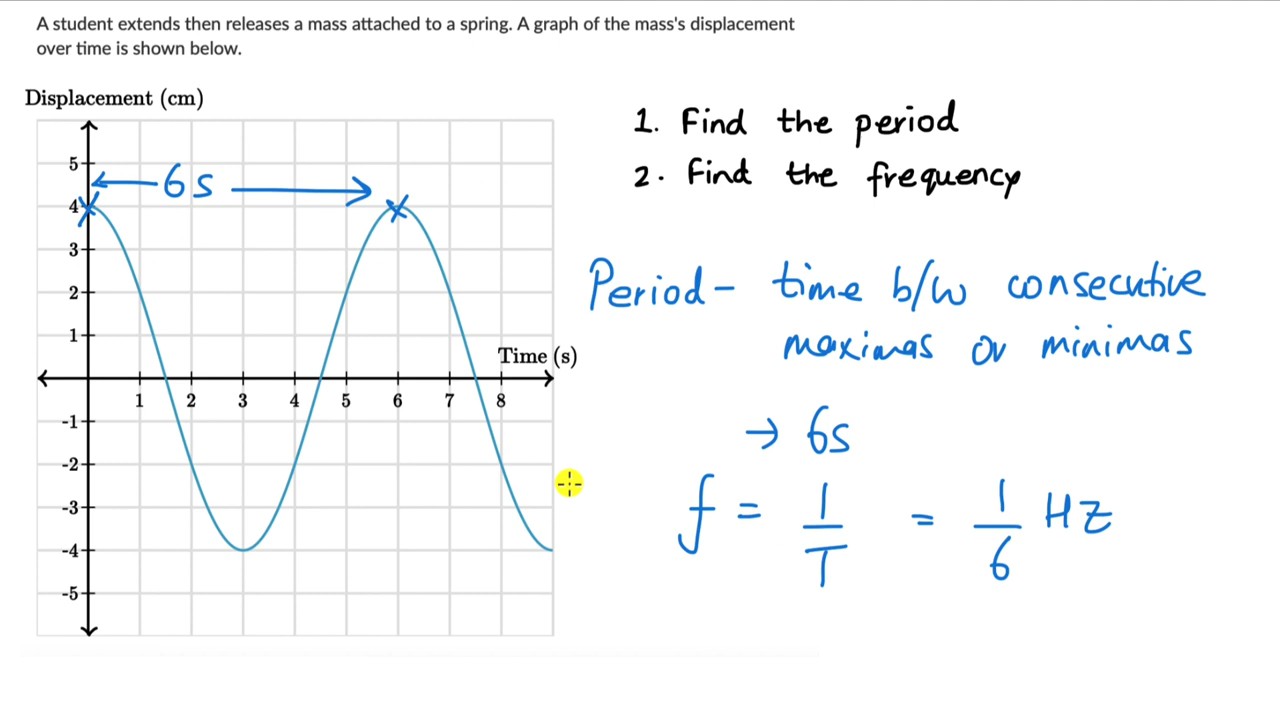 A student extends then releases a mass attached to a spring. A graph of the mass's displacement
over time is shown below.
Displacement (cm)
1. Find the period
2. Find the frequency
5
6s
4
3
2
1
Time (s)
1 2 3 4 5 6 7 8
-1
-2
-3
-4
-5
Period - time b/w consecutive
maximas or minimas
→ 6s
f = 1/T = 1/6 Hz